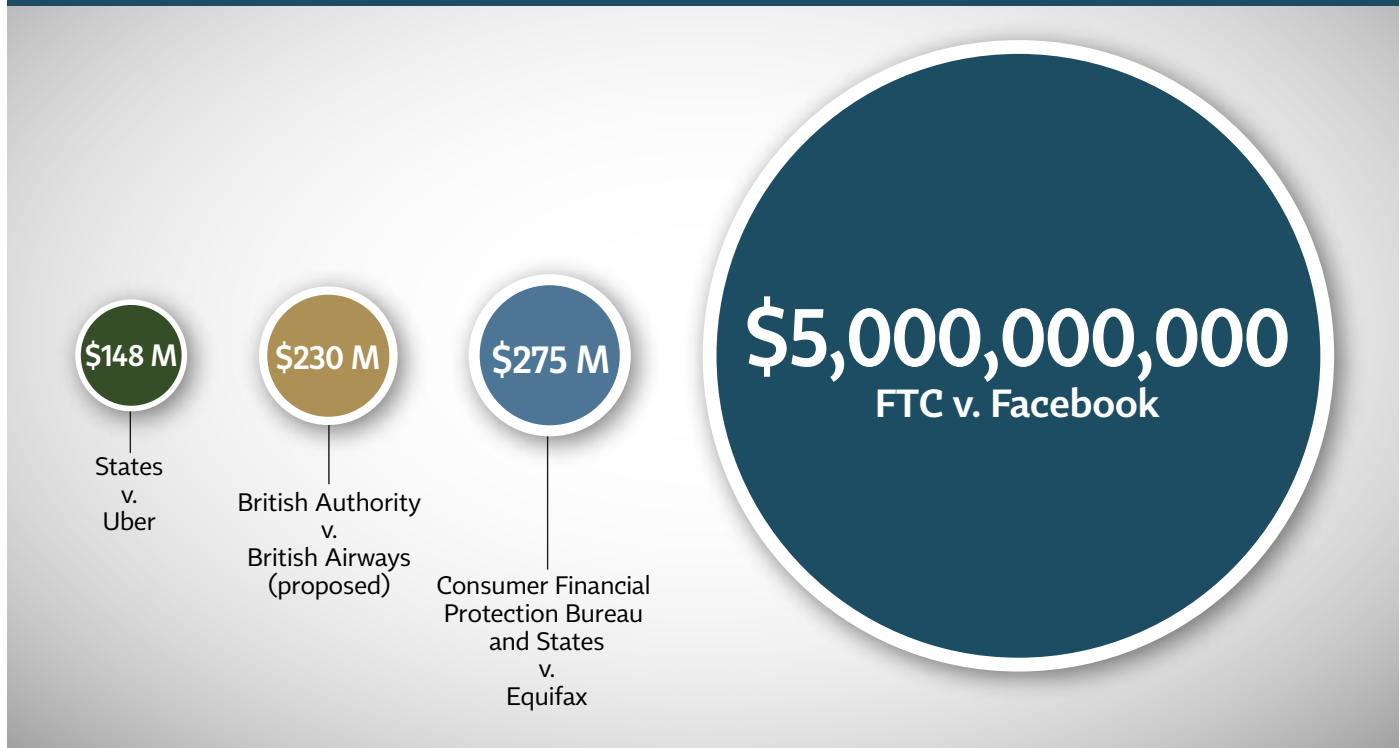 $148 M
States
v.
Uber
$230 M
British Authority
v.
British Airways
(proposed)
$275 M
Consumer Financial
Protection Bureau
and States
v.
Equifax
$5,000,000,000
FTC v. Facebook